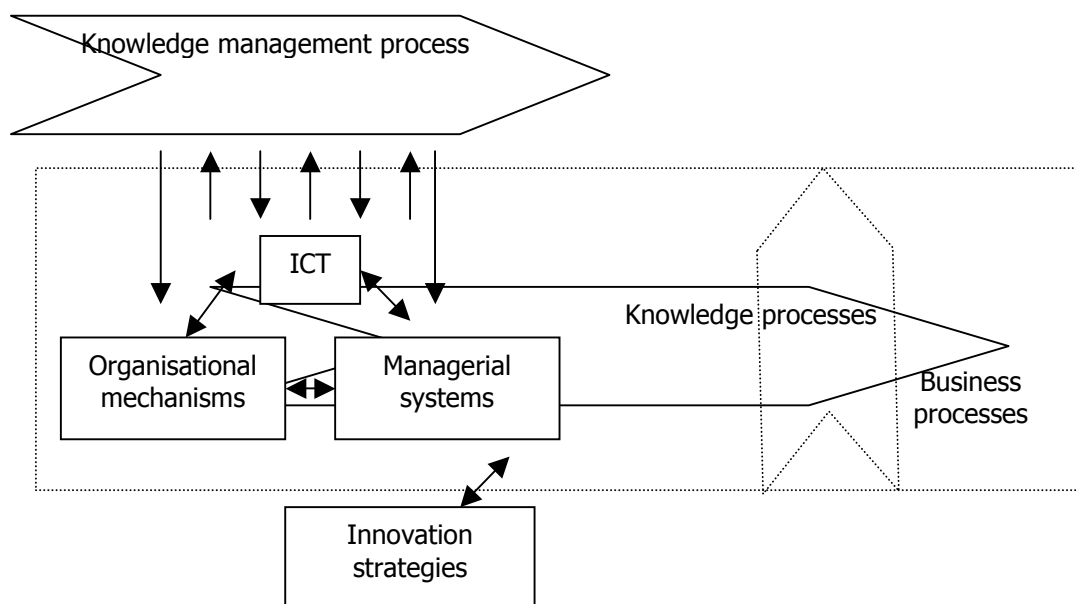 Knowledge management process
ICT
Knowledge processes
Organisational
mechanisms
Managerial
systems
Business
processes
Innovation
strategies